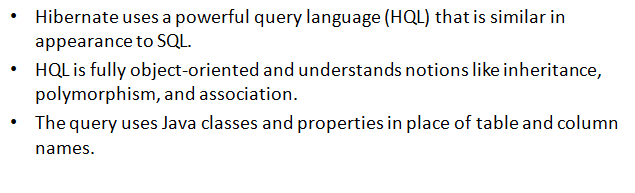 • Hibernate uses a powerful query language (HQL) that is similar in
appearance to SQL.
• HQL is fully object-oriented and understands notions like inheritance,
polymorphism, and association.
• The query uses Java classes and properties in place of table and column
names.